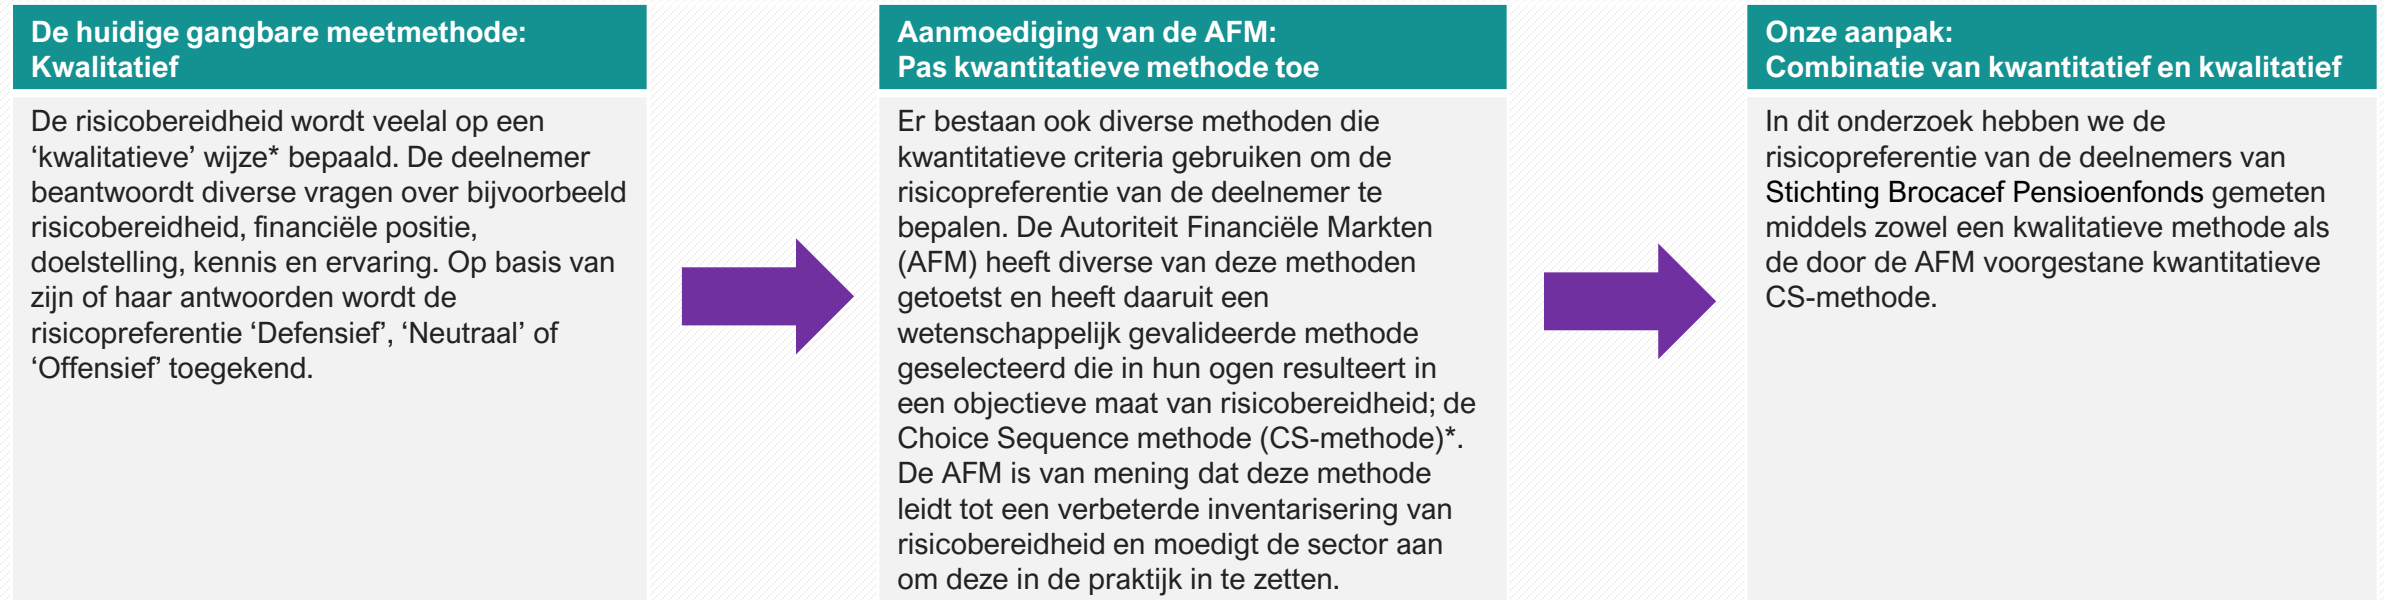 De huidige gangbare meetmethode:
Kwalitatief
De risicobereidheid wordt veelal op een
‘kwalitatieve’ wijze* bepaald. De deelnemer
beantwoordt diverse vragen over bijvoorbeeld
risicobereidheid, financiële positie,
doelstelling, kennis en ervaring. Op basis van
zijn of haar antwoorden wordt de
risicopreferentie ‘Defensief’, ‘Neutraal’ of
‘Offensief’ toegekend.
Aanmoediging van de AFM:
Pas kwantitatieve methode toe
Er bestaan ook diverse methoden die
kwantitatieve criteria gebruiken om de
risicopreferentie van de deelnemer te
bepalen. De Autoriteit Financiële Markten
(AFM) heeft diverse van deze methoden
getoetst en heeft daaruit een
wetenschappelijk gevalideerde methode
geselecteerd die in hun ogen resulteert in
een objectieve maat van risicobereidheid; de
Choice Sequence methode (CS-methode)*.
De AFM is van mening dat deze methode
leidt tot een verbeterde inventarisering van
risicobereidheid en moedigt de sector aan
om deze in de praktijk in te zetten.
Onze aanpak:
Combinatie van kwantitatief en kwalitatief
In dit onderzoek hebben we de
risicopreferentie van de deelnemers van
Stichting Brocacef Pensioenfonds gemeten
middels zowel een kwalitatieve methode als
de door de AFM voorgestane kwantitatieve
CS-methode.